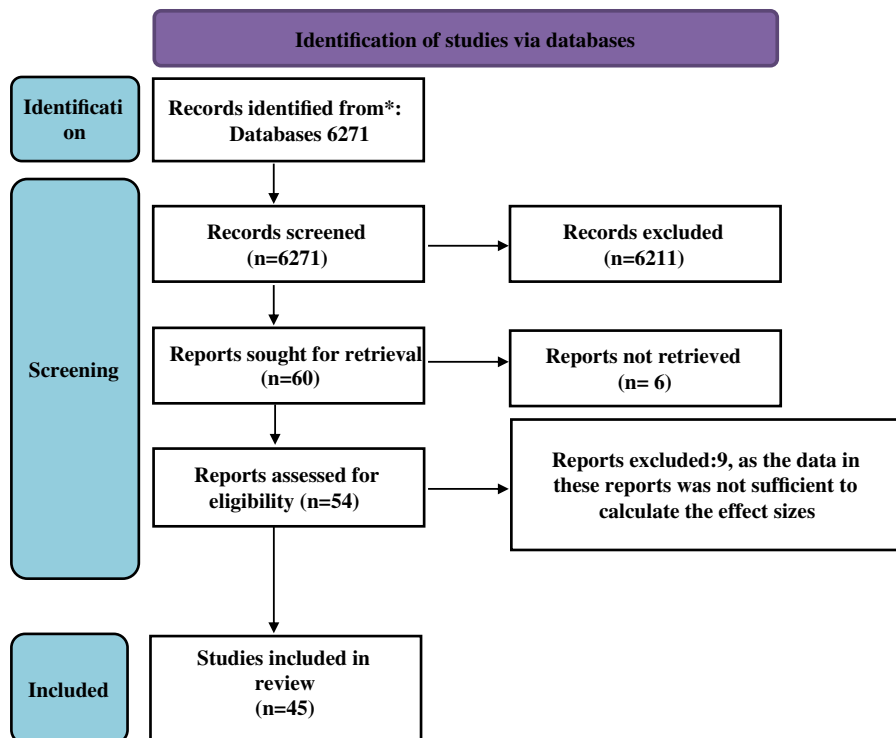 Identification of studies via databases
Identificati
on
Records identified from*:
Databases 6271
Screening
Records screened
(n=6271)
Records excluded
(n=6211)
Reports sought for retrieval
(n=60)
Reports not retrieved
(n= 6)
Reports assessed for
eligibility (n=54)
Reports excluded:9, as the data in
these reports was not sufficient to
calculate the effect sizes
Included
Studies included in
review
(n=45)